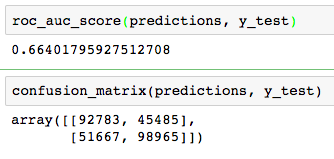 roc_auc_score(predictions, y_test)
0.66401795927512708
confusion_matrix(predictions, y_test)
array([[92783, 45485],
       [51667, 98965]])